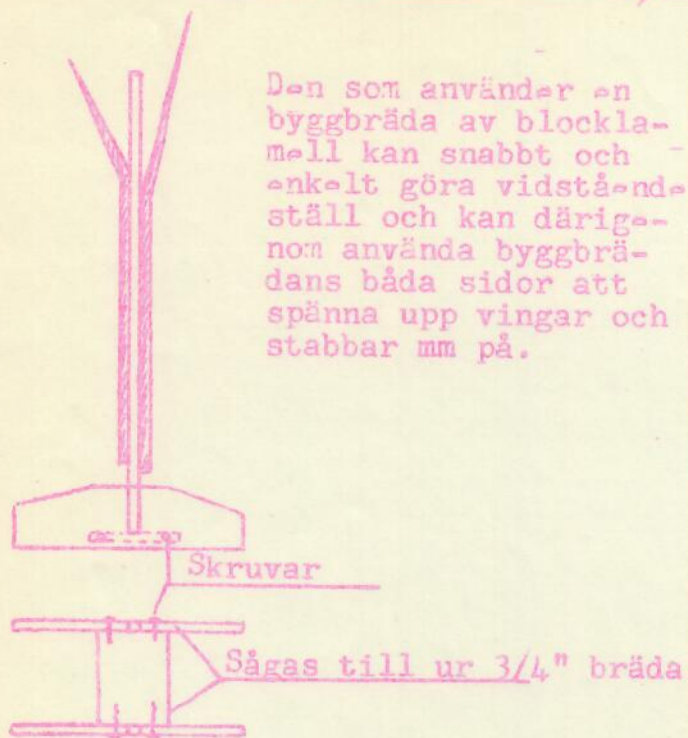 Den som använder en
byggbräda av blockla-
mell kan snabbt och
enkelt göra vidstående
ställ och kan därige-
nom använda byggbrä-
dans båda sidor att
spänna upp vingar och
stabbar mm på.
Skruvar
Sågas till ur 3/4" bräda